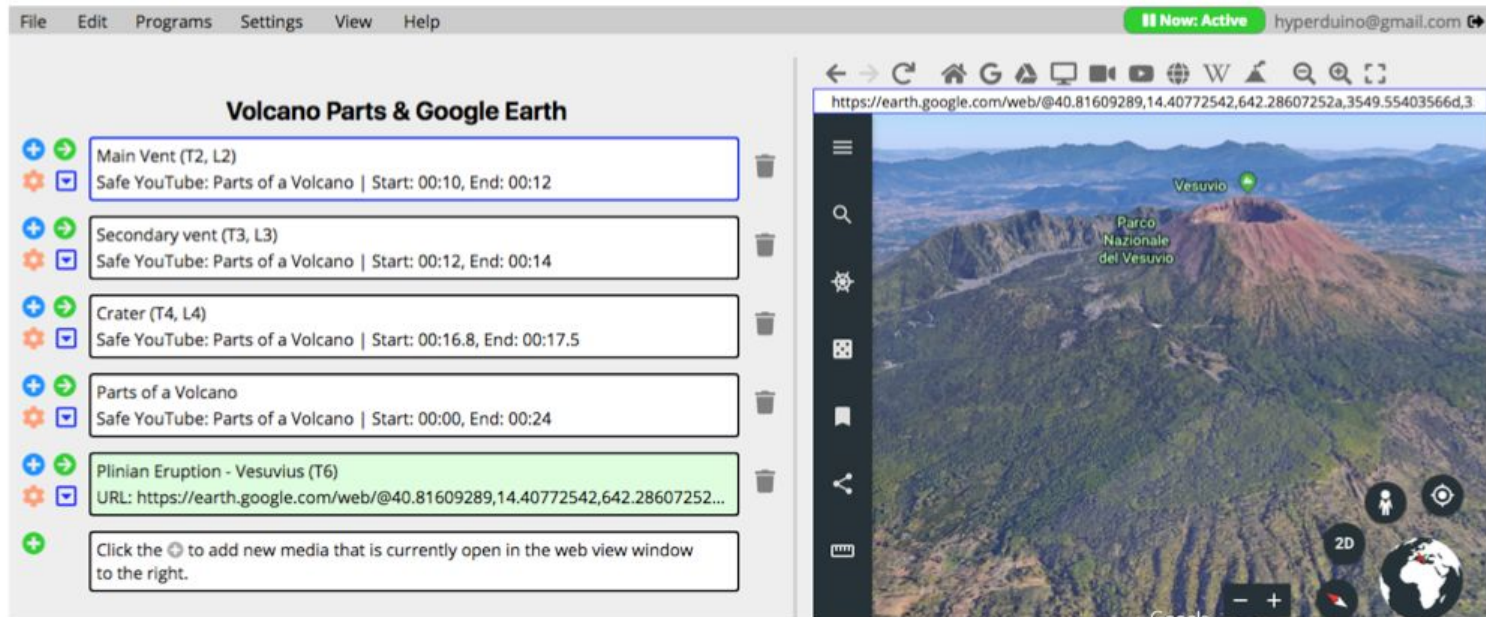 File Edit Programs Settings View Help
Now: Active hyperduino@gmail.com
Volcano Parts & Google Earth
Main Vent (T2, L2)
Safe YouTube: Parts of a Volcano | Start: 00:10, End: 00:12
Secondary vent (T3, L3)
Safe YouTube: Parts of a Volcano | Start: 00:12, End: 00:14
Crater (T4, L4)
Safe YouTube: Parts of a Volcano | Start: 00:16.8, End: 00:17.5
Parts of a Volcano
Safe YouTube: Parts of a Volcano | Start: 00:00, End: 00:24
Plinian Eruption - Vesuvius (T6)
URL: https://earth.google.com/web/@40.81609289,14.40772542,642.28607252...
Click the to add new media that is currently open in the web view window
to the right.
G W
https://earth.google.com/web/@40.81609289,14.40772542,642.28607252a,3549.55403566d,3
Vesuvio
Parco
Nazionale
del Vesuvio
2D
Google